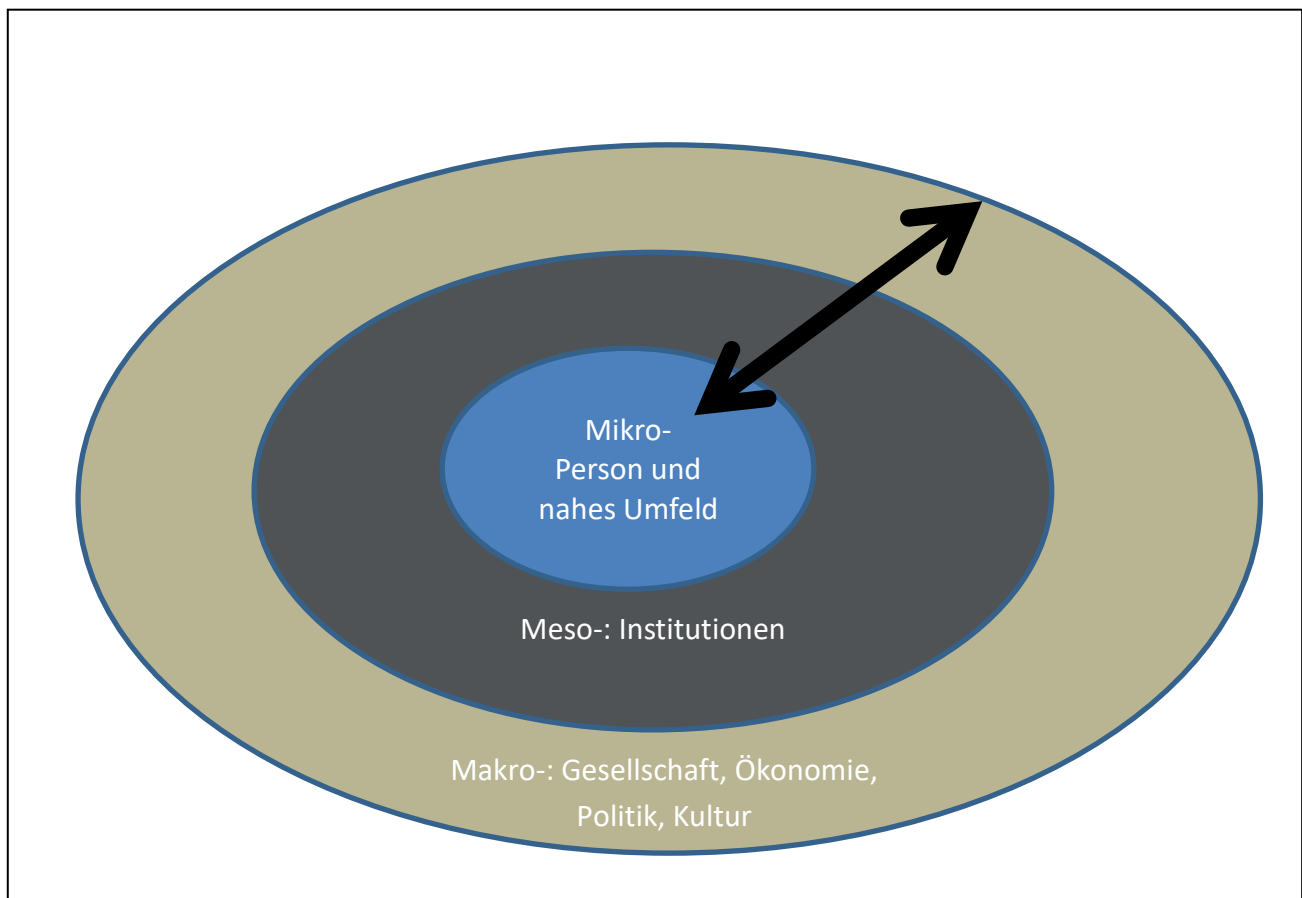 Mikro-
Person und
nahes Umfeld
Meso-: Institutionen
Makro-: Gesellschaft, Ökonomie,
Politik, Kultur